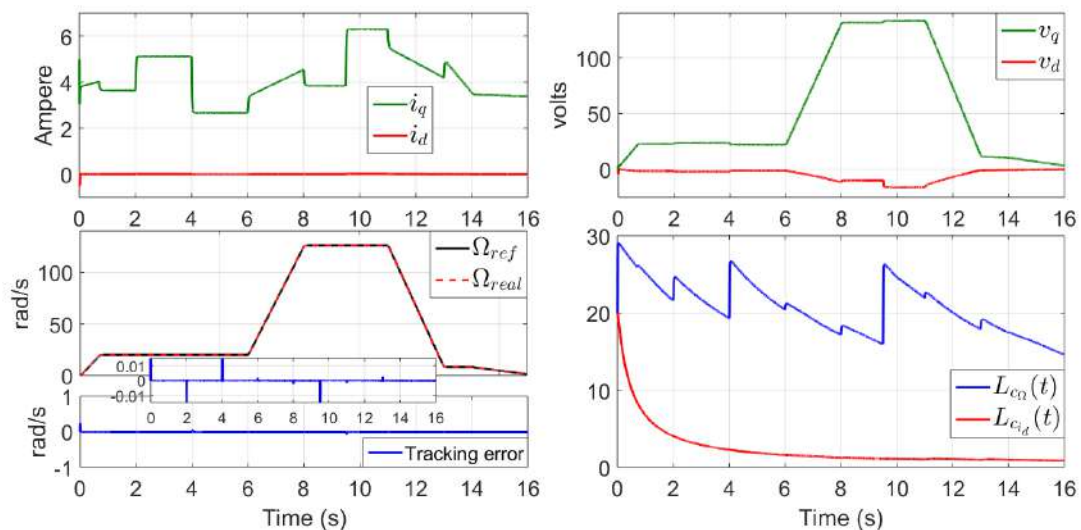 6
4
2
0
Ampere
i_q
i_d
0 2 4 6 8 10 12 14 16
100
50
0
volts
v_q
v_d
0 2 4 6 8 10 12 14 16
100
50
0
rad/s
Ω_ref
Ω_real
0.01
0
-0.01
0 2 4 6 8 10 12 14 16
1
0
-1
rad/s
Tracking error
0 2 4 6 8 10 12 14 16
Time (s)
30
20
10
0
L_{c_Ω}(t)
L_{c_{i_d}}(t)
0 2 4 6 8 10 12 14 16
Time (s)